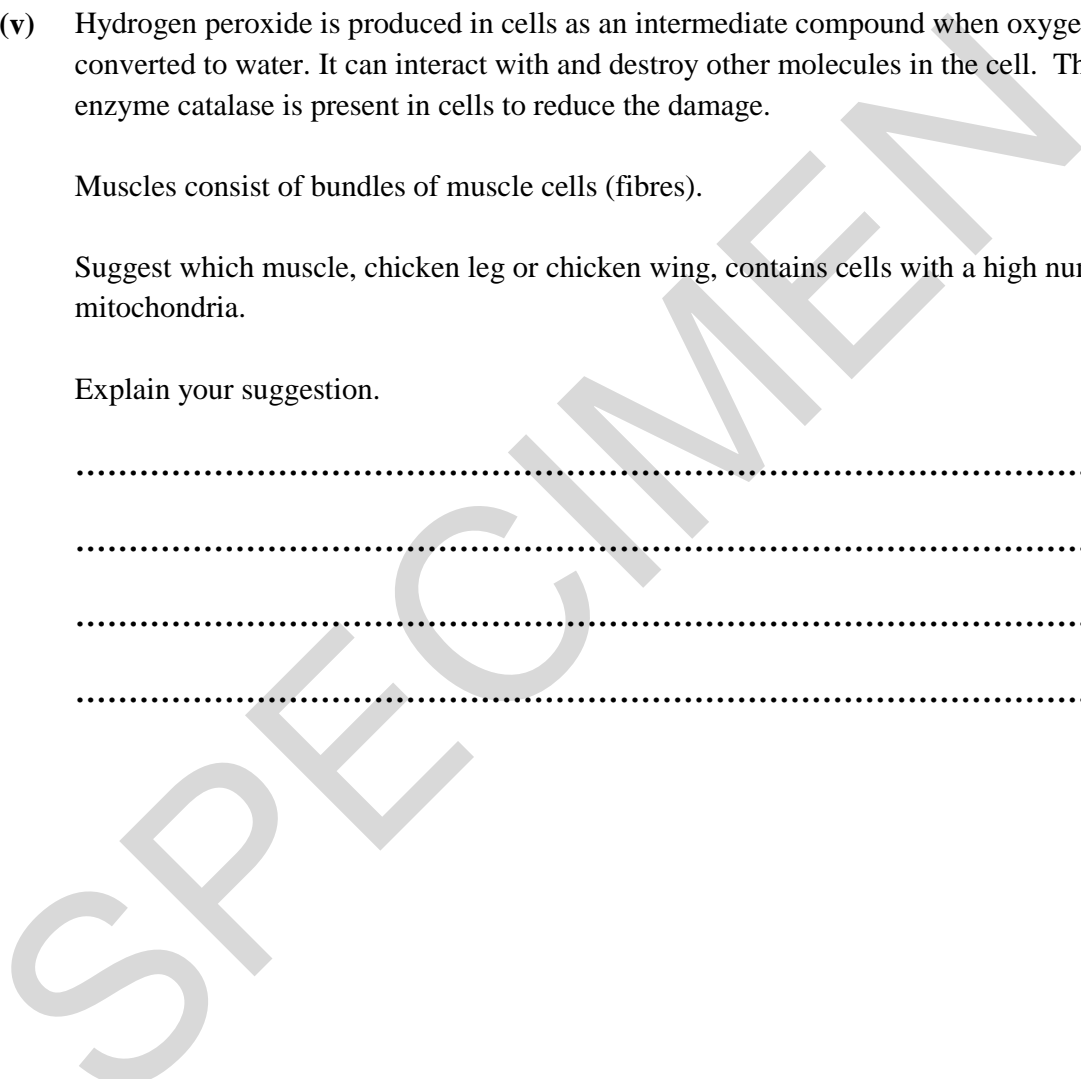 (v) Hydrogen peroxide is produced in cells as an intermediate compound when
converted to water. It can interact with and destroy other molecules in the cell.
enzyme catalase is present in cells to reduce the damage.
Muscles consist of bundles of muscle cells (fibres).
Suggest which muscle, chicken leg or chicken wing, contains cells with a high
mitochondria.
Explain your suggestion.
SPECIMEN